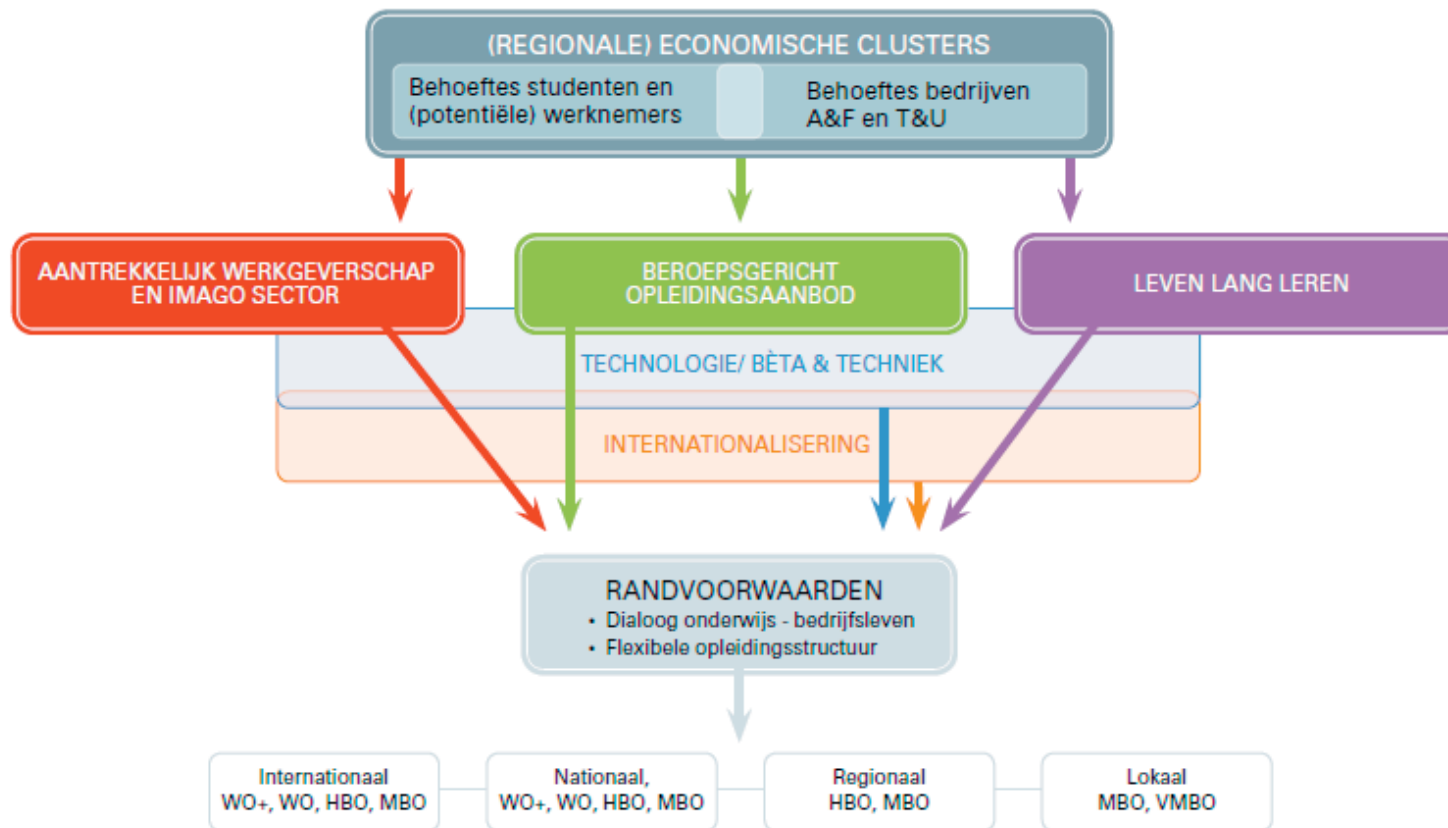 (REGIONALE) ECONOMISCHE CLUSTERS
Behoeftes studenten en
(potentiële) werknemers
Behoeftes bedrijven
A&F en T&U
AANTREKKELIJK WERKGEVERSCHAP
EN IMAGO SECTOR
BEROEPSGERICHT
OPLEIDINGSAANBOD
LEVEN LANG LEREN
TECHNOLOGIE/ BÈTA & TECHNIEK
INTERNATIONALISERING
RANDVOORWAARDEN
• Dialoog onderwijs - bedrijfsleven
• Flexibele opleidingsstructuur
Internationaal
WO+, WO, HBO, MBO
Nationaal,
WO+, WO, HBO, MBO
Regionaal
HBO, MBO
Lokaal
MBO, VMBO